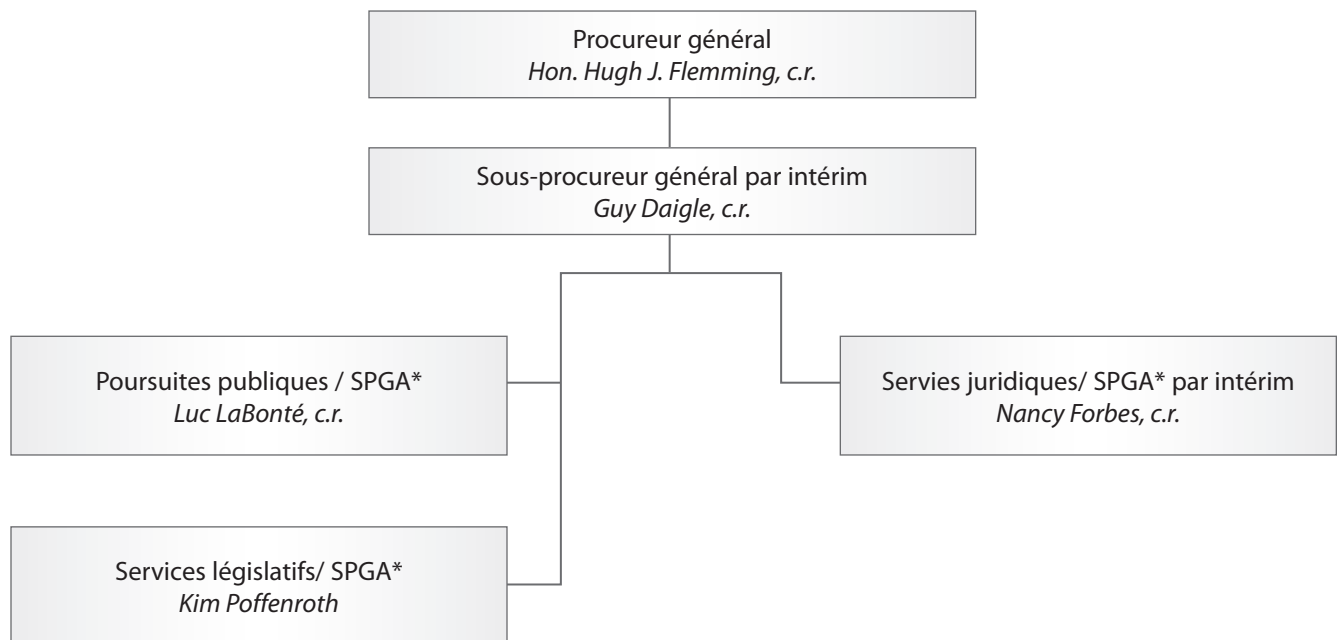 Procureur général
Hon. Hugh J. Flemming, c.r.
Sous-procureur général par intérim
Guy Daigle, c.r.
Poursuites publiques / SPGA*
Luc LaBonté, c.r.
Servies juridiques/ SPGA* par intérim
Nancy Forbes, c.r.
Services législatifs/ SPGA*
Kim Poffenroth